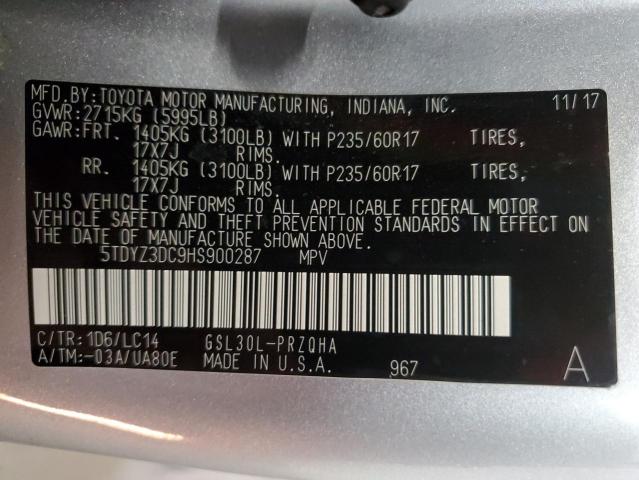 MFD. BY: TOYOTA MOTOR MANUFACTURING, INDIANA, INC. 11/17
GVWR: 2715KG (5995LB)
GAWR: FRT. 1405KG (3100LB) WITH P235/60R17 TIRES,
17X7J RIMS.
RR. 1405KG (3100LB) WITH P235/60R17 TIRES,
17X7J RIMS.
THIS VEHICLE CONFORMS TO ALL APPLICABLE FEDERAL MOTOR
VEHICLE SAFETY AND THEFT PREVENTION STANDARDS IN EFFECT ON
THE DATE OF MANUFACTURE SHOWN ABOVE.
5TDYZ3DC9HS900287 MPV
C/TR: 1D6/LC14 GSL30L-PRZQHA
A/TM: -03A/UA80E MADE IN U.S.A. 967 A